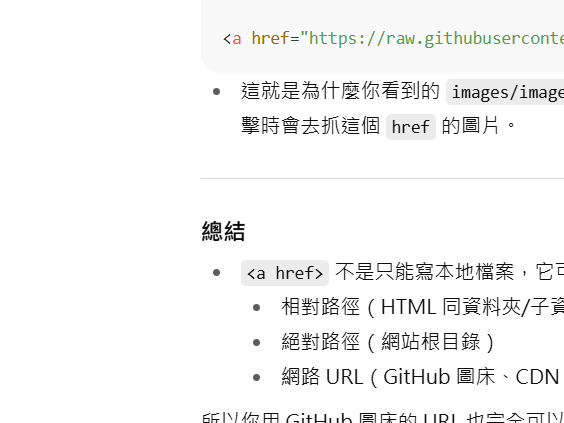 <a href="https://raw.githubuserconte
這就是為什麼你看到的 images/image
擊時會去抓這個 href 的圖片。
總結
<a href> 不是只能寫本地檔案，它可
相對路徑（HTML 同資料夾/子資
絕對路徑（網站根目錄）
網路 URL（GitHub 圖床、CDN
所以你用 GitHub 圖床的 URL 也完全可以